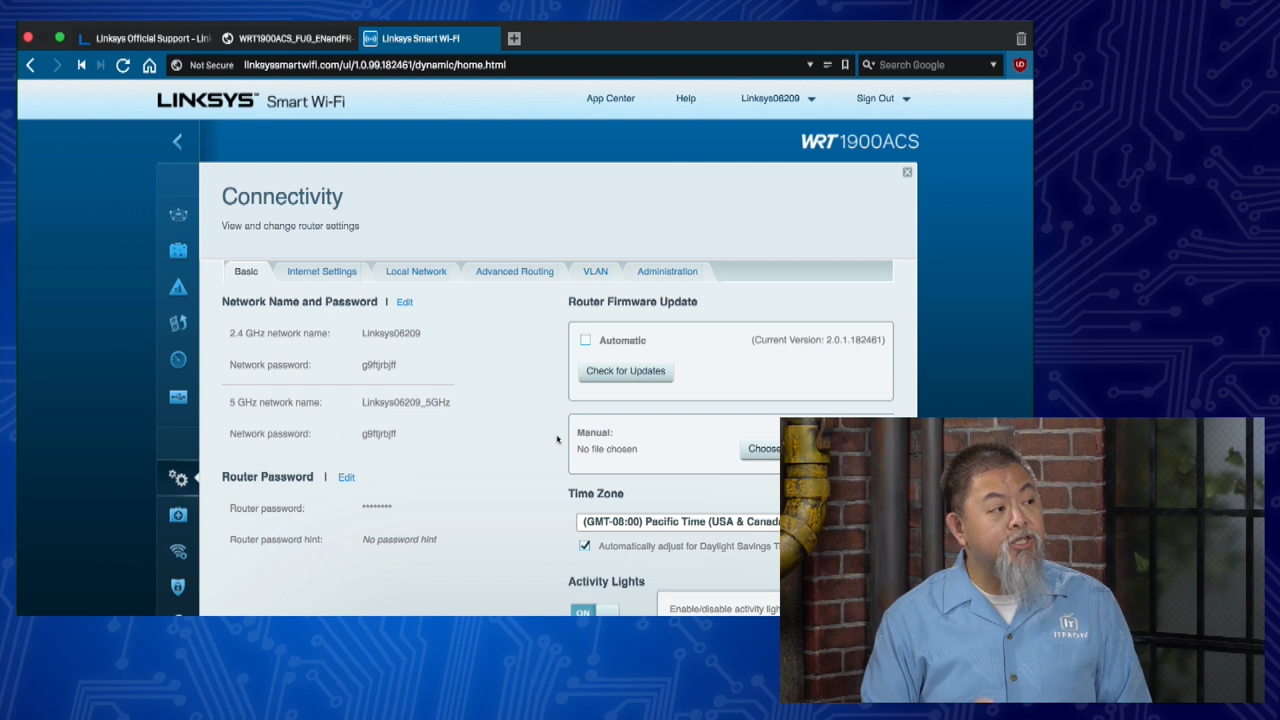 Linksys Official Support - Lin
WRT1900ACS_FUG_ENandFR-
Linksys Smart Wi-Fi
Not Secure
linksyssmartwifi.com/ui/1.0.99.182461/dynamic/home.html
Search Google
LINKSYS™ Smart Wi-Fi
App Center
Help
Linksys06209
Sign Out
WRT1900ACS
Connectivity
View and change router settings
Basic
Internet Settings
Local Network
Advanced Routing
VLAN
Administration
Network Name and Password | Edit
2.4 GHz network name: Linksys06209
Network password: g9ftjrbjff
5 GHz network name: Linksys06209_5GHz
Network password: g9ftjrbjff
Router Password | Edit
Router password: ********
Router password hint: No password hint
Router Firmware Update
Automatic
(Current Version: 2.0.1.182461)
Check for Updates
Manual:
No file chosen
Choose
Time Zone
(GMT-08:00) Pacific Time (USA & Canada
Automatically adjust for Daylight Savings T
Activity Lights
ON
Enable/disable activity ligh
IT
ITPROTV